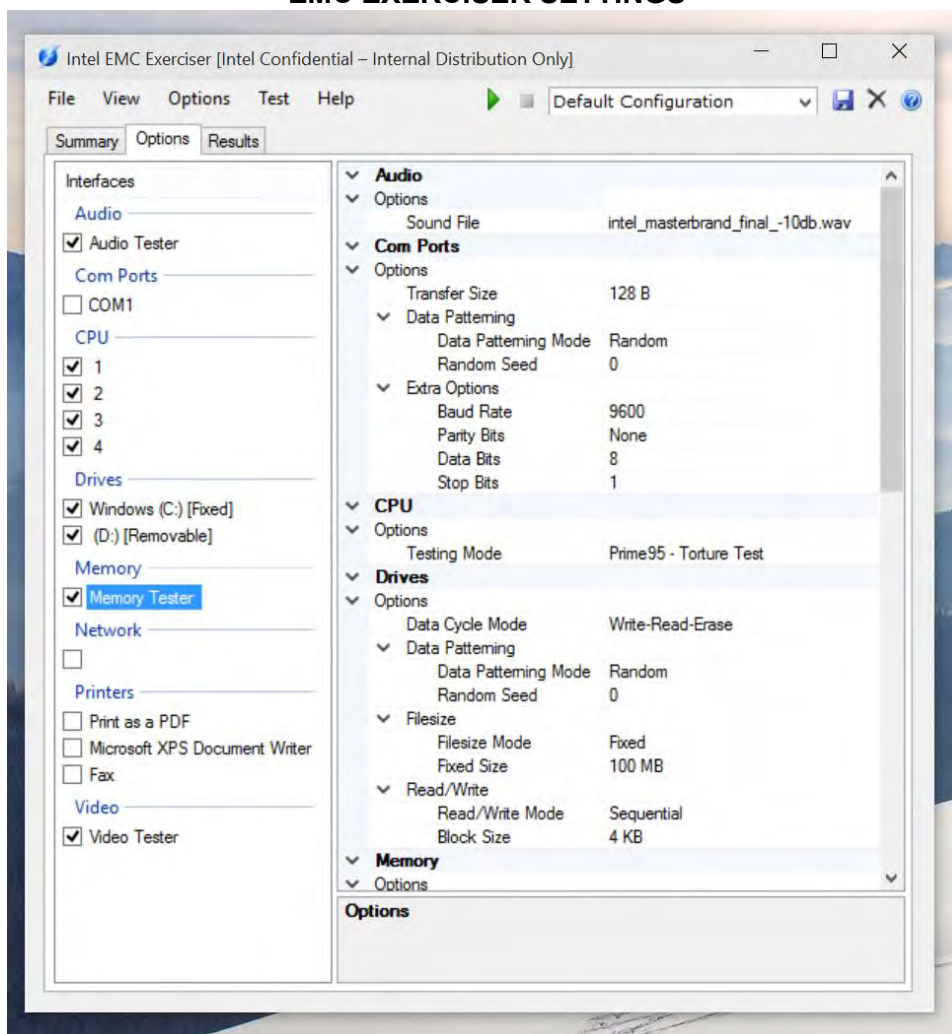 EMC EXERCISER SETTINGS
Intel EMC Exerciser [Intel Confidential – Internal Distribution Only]
File View Options Test Help Default Configuration
Summary Options Results
Interfaces
Audio
Audio Tester
Com Ports
COM1
CPU
1
2
3
4
Drives
Windows (C:) [Fixed]
(D:) [Removable]
Memory
Memory Tester
Network
Printers
Print as a PDF
Microsoft XPS Document Writer
Fax
Video
Video Tester
Audio
Options
Sound File intel_masterbrand_final_-10db.wav
Com Ports
Options
Transfer Size 128 B
Data Patterning
Data Patterning Mode Random
Random Seed 0
Extra Options
Baud Rate 9600
Parity Bits None
Data Bits 8
Stop Bits 1
CPU
Options
Testing Mode Prime95 - Torture Test
Drives
Options
Data Cycle Mode Write-Read-Erase
Data Patterning
Data Patterning Mode Random
Random Seed 0
Filesize
Filesize Mode Fixed
Fixed Size 100 MB
Read/Write
Read/Write Mode Sequential
Block Size 4 KB
Memory
Options
Options